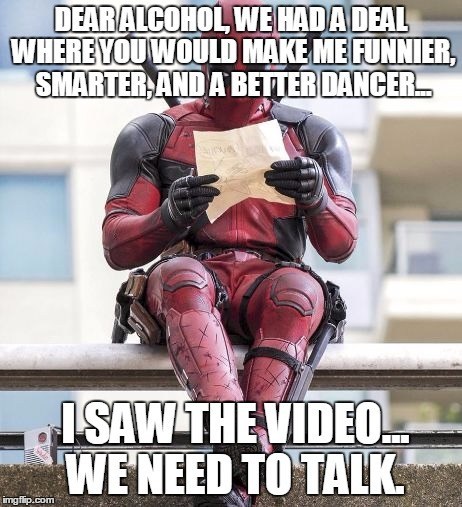 DEAR ALCOHOL, WE HAD A DEAL
WHERE YOU WOULD MAKE ME FUNNIER,
SMARTER, AND A BETTER DANCER...
I SAW THE VIDEO...
WE NEED TO TALK.
imgflip.com